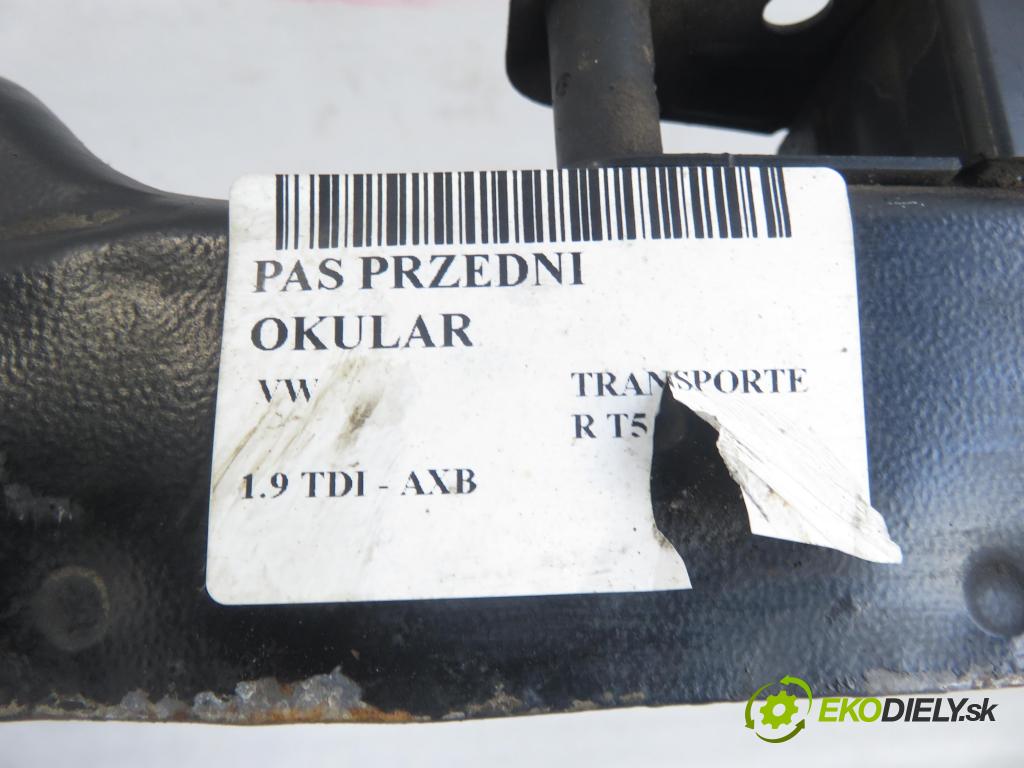 PAS PRZEDNI
OKULAR
VW TRANSPORTE
R T5
1.9 TDI - AXB
EKODIELY.sk